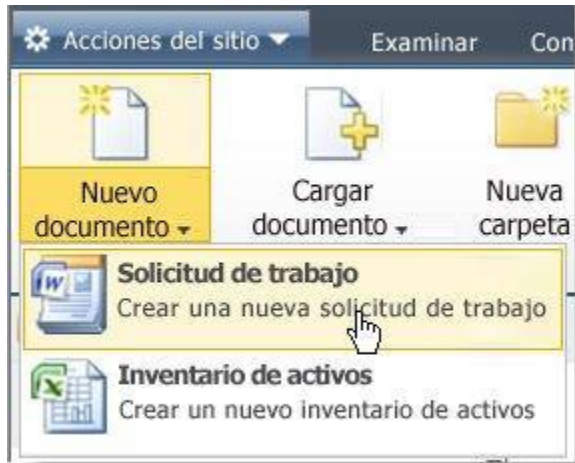 Acciones del sitio
Examinar
Nuevo documento
Cargar documento
Nueva carpeta
Solicitud de trabajo
Crear una nueva solicitud de trabajo
Inventario de activos
Crear un nuevo inventario de activos